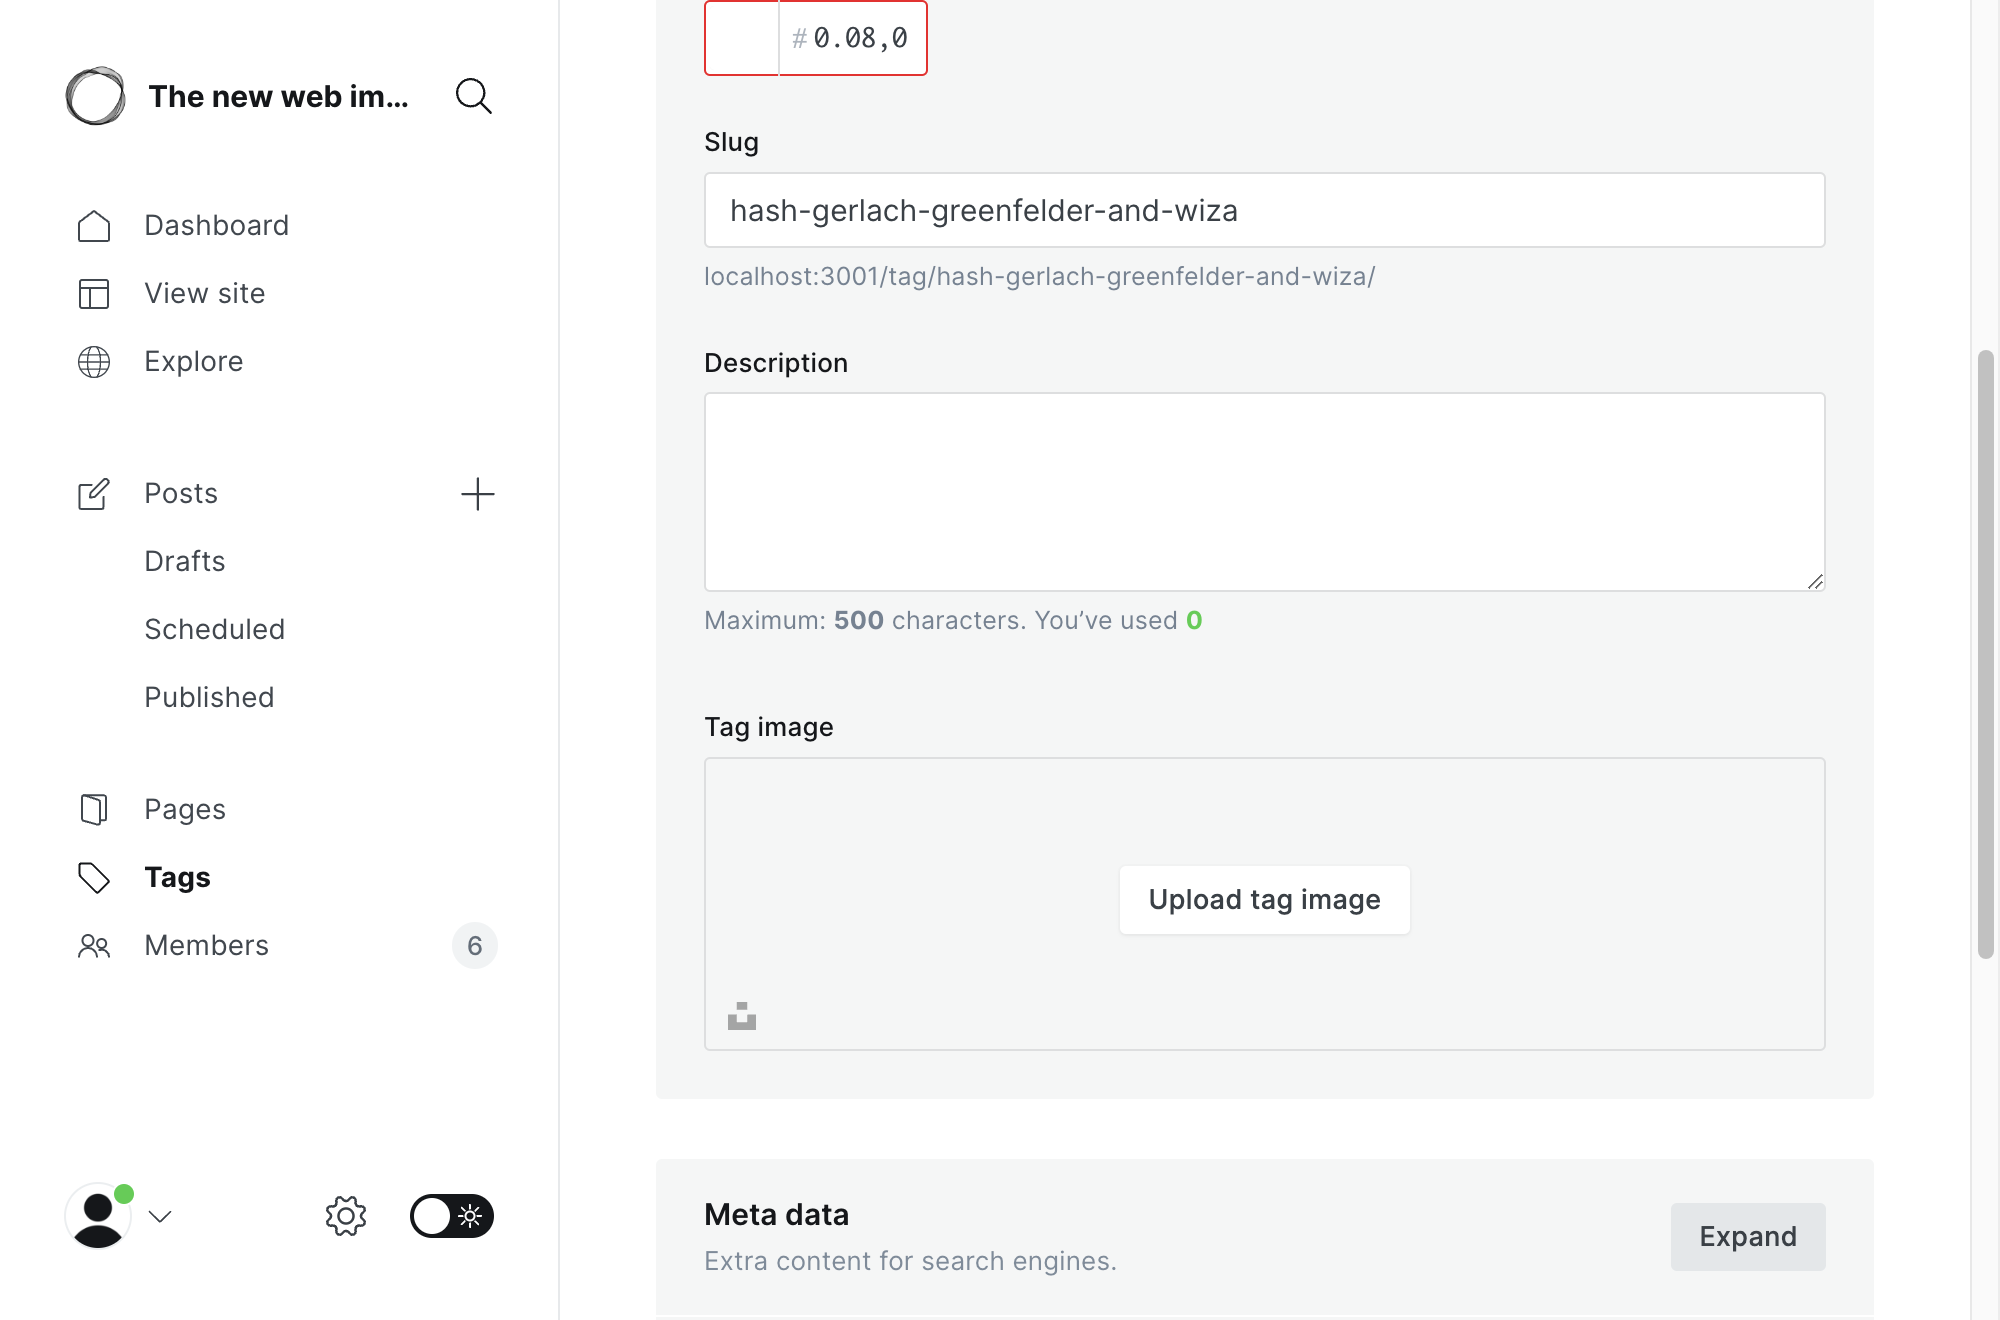 The new web im...
Dashboard
View site
Explore
Posts
Drafts
Scheduled
Published
Pages
Tags
Members 6
#0.08,0
Slug
hash-gerlach-greenfelder-and-wiza
localhost:3001/tag/hash-gerlach-greenfelder-and-wiza/
Description
Maximum: 500 characters. You’ve used 0
Tag image
Upload tag image
Meta data
Extra content for search engines.
Expand